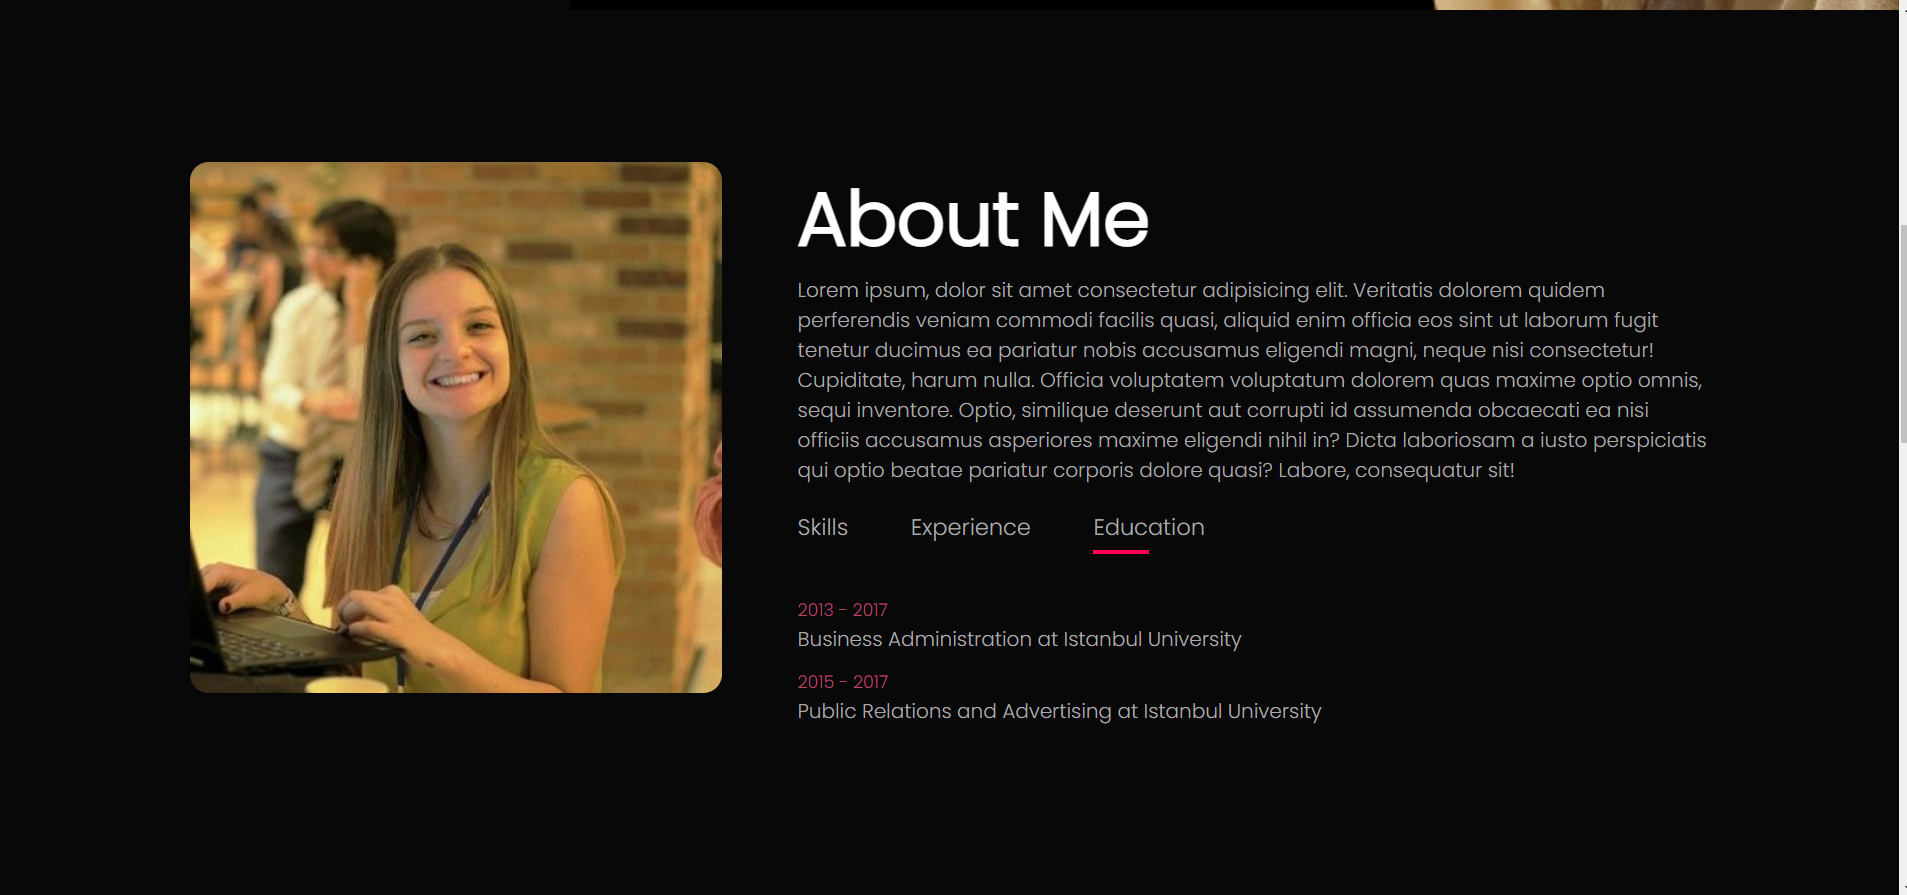 About Me
Lorem ipsum, dolor sit amet consectetur adipisicing elit. Veritatis dolorem quidem
perferendis veniam commodi facilis quasi, aliquid enim officia eos sint ut laborum fugit
tenetur ducimus ea pariatur nobis accusamus eligendi magni, neque nisi consectetur!
Cupiditate, harum nulla. Officia voluptatem voluptatum dolorem quas maxime optio omnis,
sequi inventore. Optio, similique deserunt aut corrupti id assumenda obcaecati ea nisi
officiis accusamus asperiores maxime eligendi nihil in? Dicta laboriosam a iusto perspiciatis
qui optio beatae pariatur corporis dolore quasi? Labore, consequatur sit!
Skills Experience Education
2013 - 2017
Business Administration at Istanbul University
2015 - 2017
Public Relations and Advertising at Istanbul University